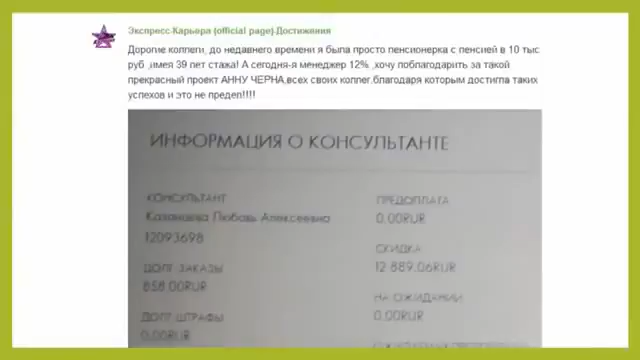 Экспресс-Карьера (official page).Достижения
Дорогие коллеги, до недавнего времени я была просто пенсионерка с пенсией в 10 тыс
руб ,имея 39 лет стажа! А сегодня-я менеджер 12% ,хочу поблагодарить за такой
прекрасный проект АННУ ЧЕРНА,всех своих коллег.благодаря которым достигла таких
успехов и это не предел!!!!
ИНФОРМАЦИЯ О КОНСУЛЬТАНТЕ
КОНСУЛЬТАНТ
Казанцева Любовь Алексеевна
12093698
ДОЛГ ЗАКАЗЫ
858.00RUR
ДОЛГ ШТРАФЫ
0.00RUR
ПРЕДОПЛАТА
0.00RUR
СКИДКА
12 889.06RUR
НА ОЖИДАНИИ
0.00RUR